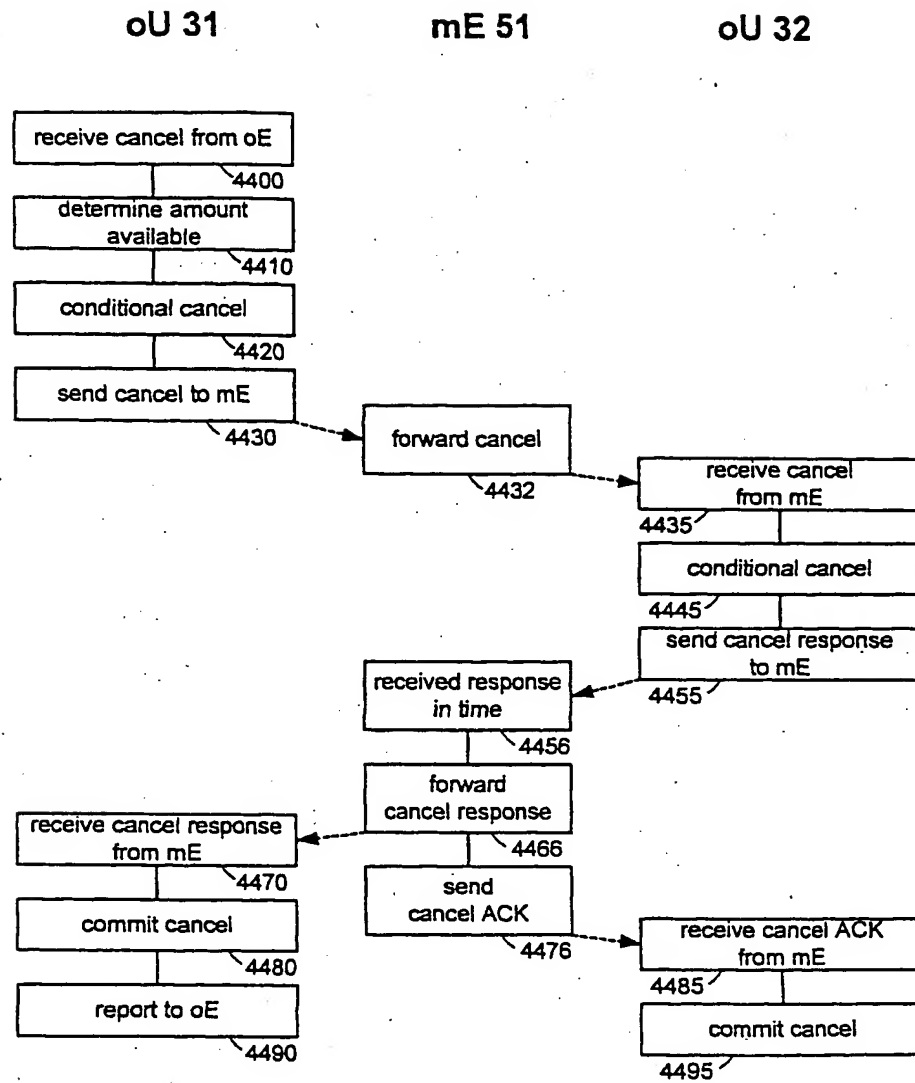 oU 31 mE 51 oU 32
receive cancel from oE
4400
determine amount
available
4410
conditional cancel
4420
send cancel to mE
4430
forward cancel
4432
receive cancel
from mE
4435
conditional cancel
4445
send cancel response
to mE
4455
received response
in time
4456
forward
cancel response
4466
receive cancel response
from mE
4470
send
cancel ACK
4476
commit cancel
4480
receive cancel ACK
from mE
4485
report to oE
4490
commit cancel
4495